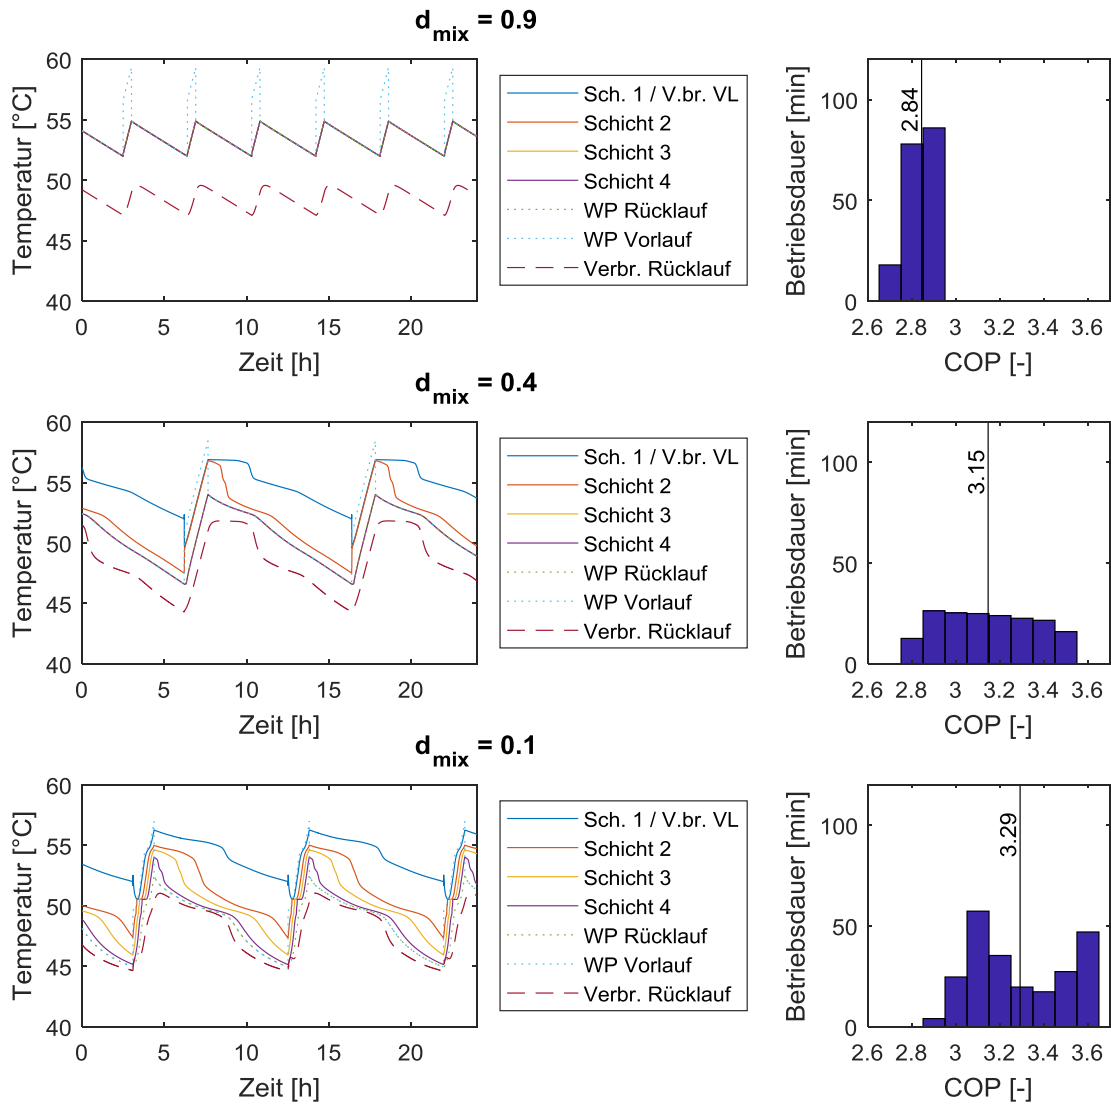 d_mix = 0.9
60
55
50
45
40
Temperatur [°C]
0
5
10
15
20
Zeit [h]
Sch. 1 / V.br. VL
Schicht 2
Schicht 3
Schicht 4
WP Rücklauf
WP Vorlauf
Verbr. Rücklauf
100
50
0
Betriebsdauer [min]
2.84
2.6
2.8
3
3.2
3.4
3.6
COP [-]
d_mix = 0.4
60
55
50
45
40
Temperatur [°C]
0
5
10
15
20
Zeit [h]
Sch. 1 / V.br. VL
Schicht 2
Schicht 3
Schicht 4
WP Rücklauf
WP Vorlauf
Verbr. Rücklauf
100
50
0
Betriebsdauer [min]
3.15
2.6
2.8
3
3.2
3.4
3.6
COP [-]
d_mix = 0.1
60
55
50
45
40
Temperatur [°C]
0
5
10
15
20
Zeit [h]
Sch. 1 / V.br. VL
Schicht 2
Schicht 3
Schicht 4
WP Rücklauf
WP Vorlauf
Verbr. Rücklauf
100
50
0
Betriebsdauer [min]
3.29
2.6
2.8
3
3.2
3.4
3.6
COP [-]